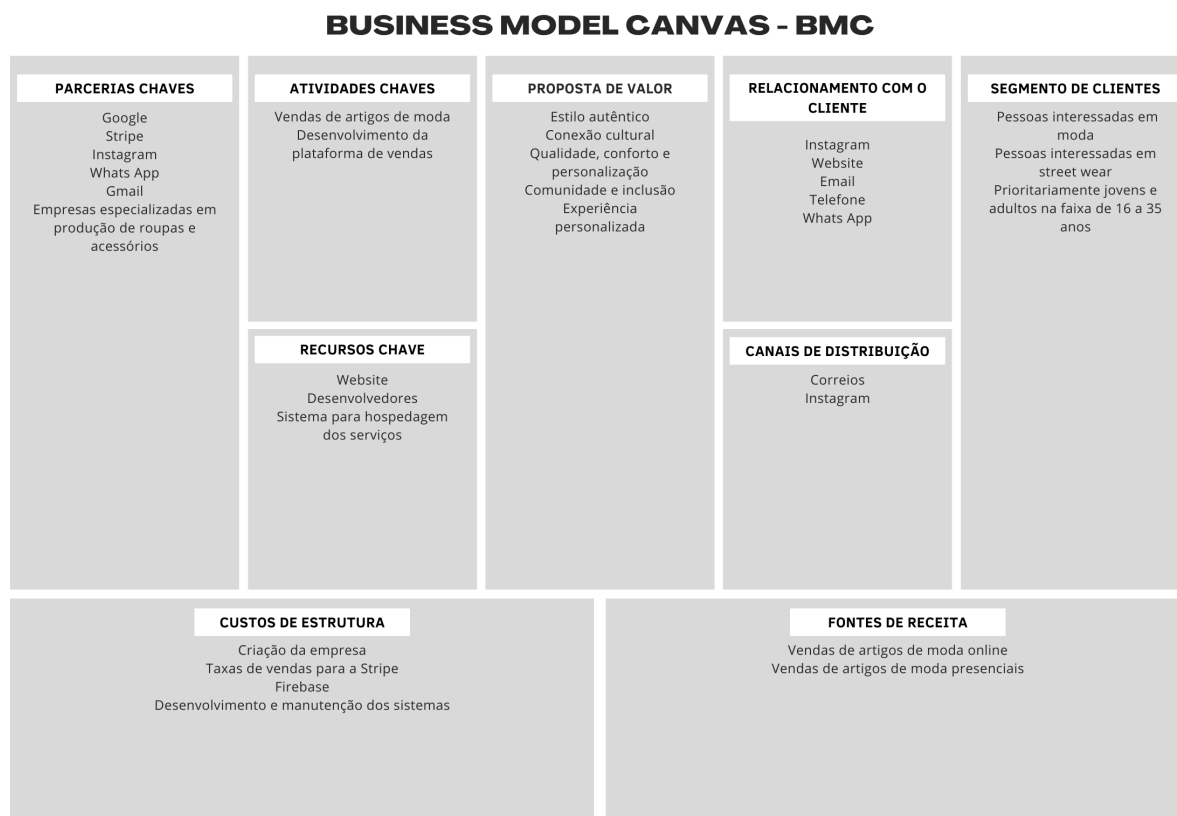 BUSINESS MODEL CANVAS - BMC
PARCERIAS CHAVES
Google
Stripe
Instagram
Whats App
Gmail
Empresas especializadas em
produção de roupas e
acessórios
ATIVIDADES CHAVES
Vendas de artigos de moda
Desenvolvimento da
plataforma de vendas
RECURSOS CHAVE
Website
Desenvolvedores
Sistema para hospedagem
dos serviços
PROPOSTA DE VALOR
Estilo autêntico
Conexão cultural
Qualidade, conforto e
personalização
Comunidade e inclusão
Experiência
personalizada
RELACIONAMENTO COM O
CLIENTE
Instagram
Website
Email
Telefone
Whats App
CANAIS DE DISTRIBUIÇÃO
Correios
Instagram
SEGMENTO DE CLIENTES
Pessoas interessadas em
moda
Pessoas interessadas em
street wear
Prioritariamente jovens e
adultos na faixa de 16 a 35
anos
CUSTOS DE ESTRUTURA
Criação da empresa
Taxas de vendas para a Stripe
Firebase
Desenvolvimento e manutenção dos sistemas
FONTES DE RECEITA
Vendas de artigos de moda online
Vendas de artigos de moda presenciais